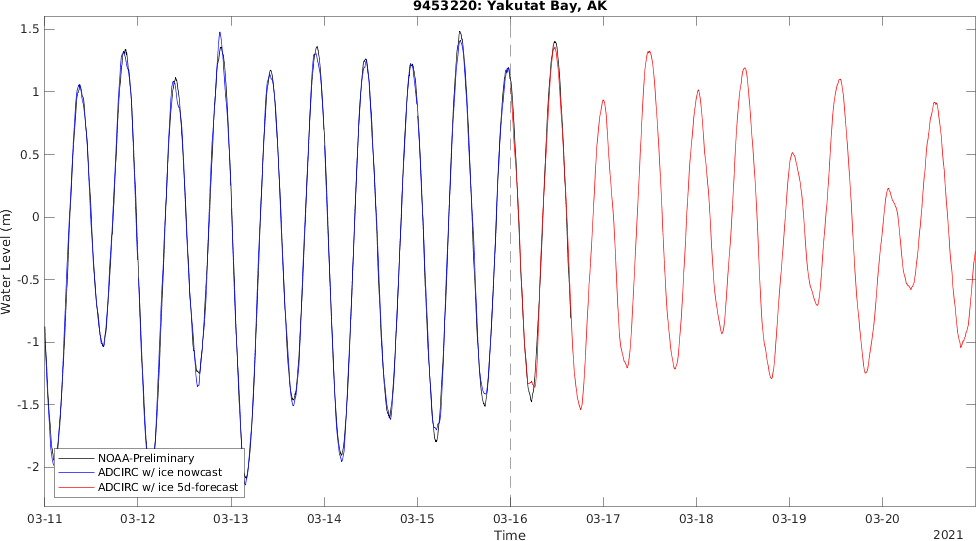 9453220: Yakutat Bay, AK
Water Level (m)
1.5
1
0.5
0
-0.5
-1
-1.5
-2
NOAA-Preliminary
ADCIRC w/ ice nowcast
ADCIRC w/ ice 5d-forecast
03-11 03-12 03-13 03-14 03-15 03-16 03-17 03-18 03-19 03-20
Time
2021